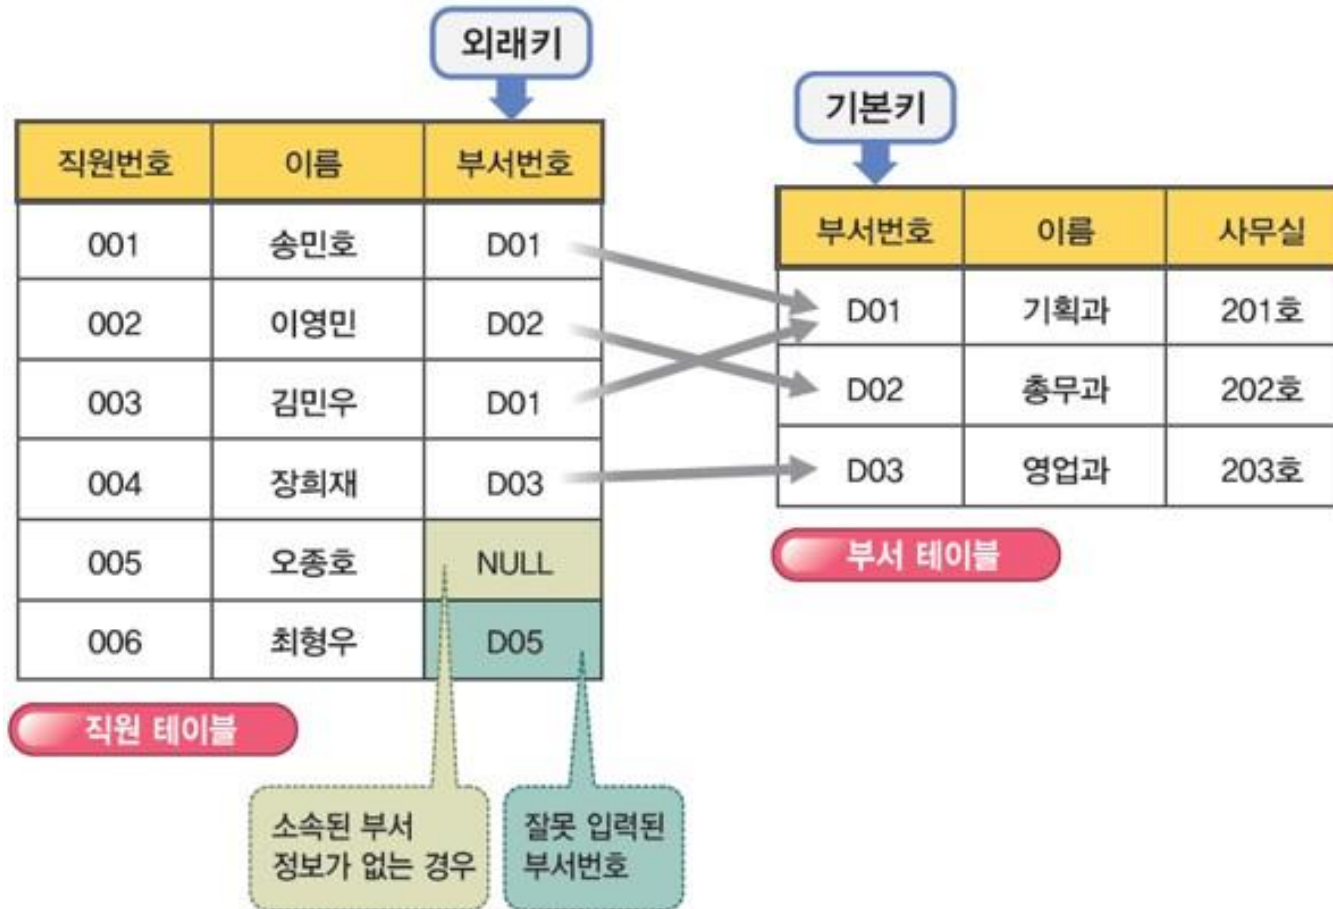 외래키
직원번호 이름 부서번호
001 송민호 D01
002 이영민 D02
003 김민우 D01
004 장희재 D03
005 오종호 NULL
006 최형우 D05
직원 테이블
소속된 부서
정보가 없는 경우
잘못 입력된
부서번호
기본키
부서번호 이름 사무실
D01 기획과 201호
D02 총무과 202호
D03 영업과 203호
부서 테이블